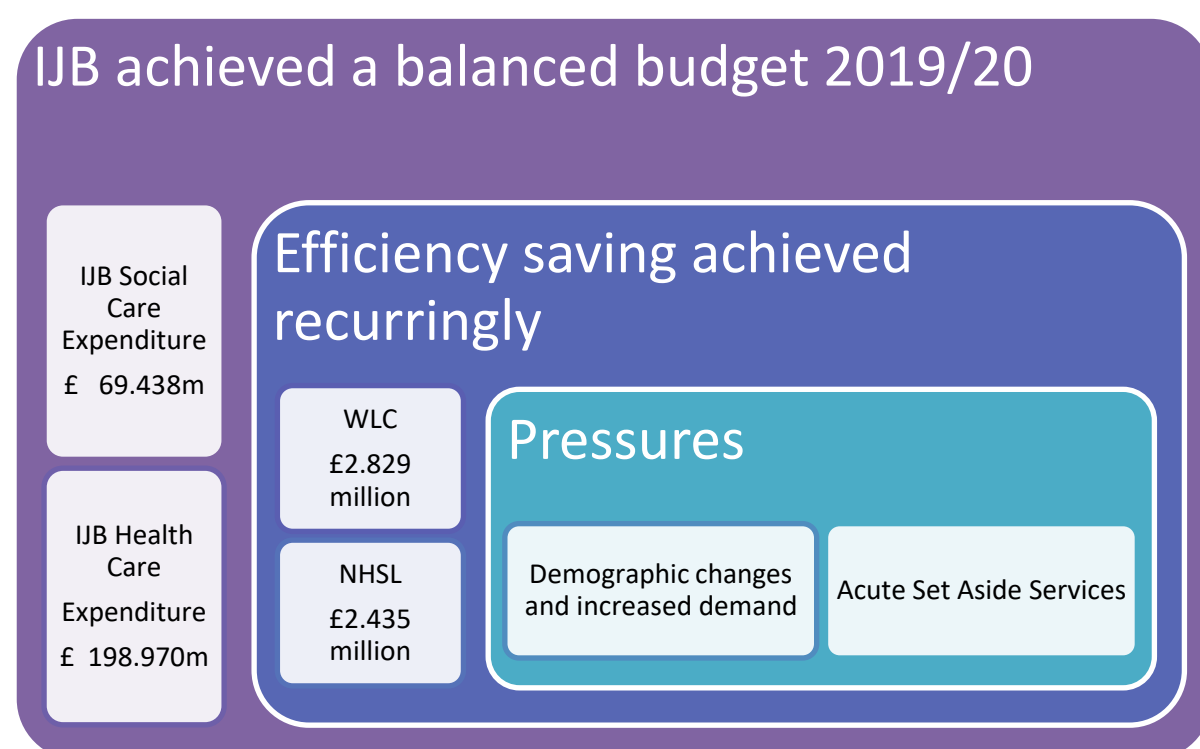 IJB achieved a balanced budget 2019/20
IJB Social
Care
Expenditure
£ 69.438m
IJB Health
Care
Expenditure
£ 198.970m
Efficiency saving achieved
recurringly
WLC
£2.829
million
NHSL
£2.435
million
Pressures
Demographic changes
and increased demand
Acute Set Aside Services